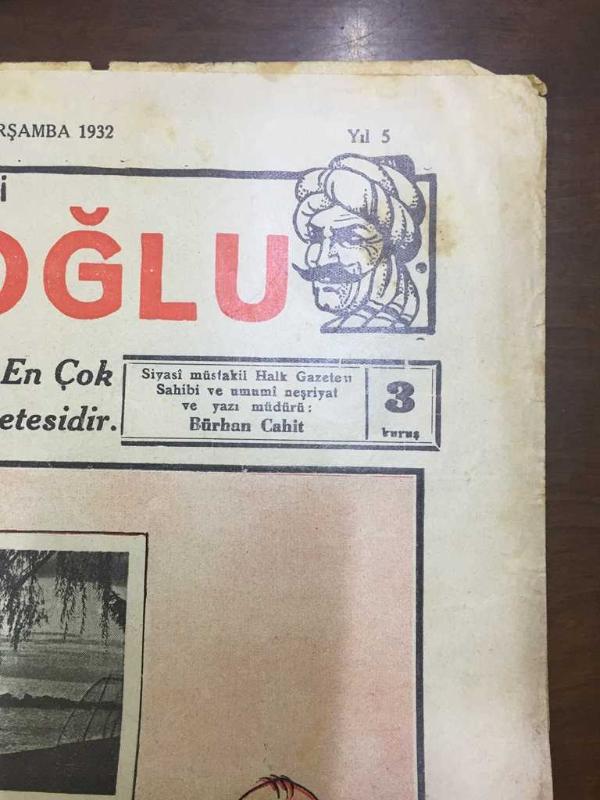 RŞAMBA 1932
Yıl 5
i
OĞLU
En Çok
etesidir.
Siyasî müstakil Halk Gazetesi
Sahibi ve umumî neşriyat
ve yazı müdürü:
Bürhan Cahit
3
kuruş